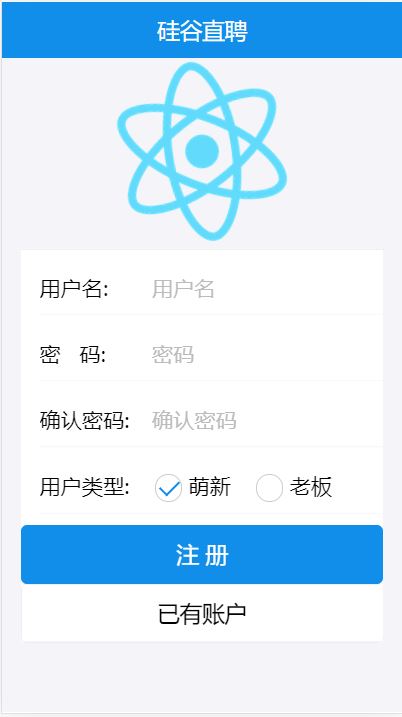 硅谷直聘
用户名: 用户名
密 码: 密码
确认密码: 确认密码
用户类型: 萌新 老板
注 册
已有账户